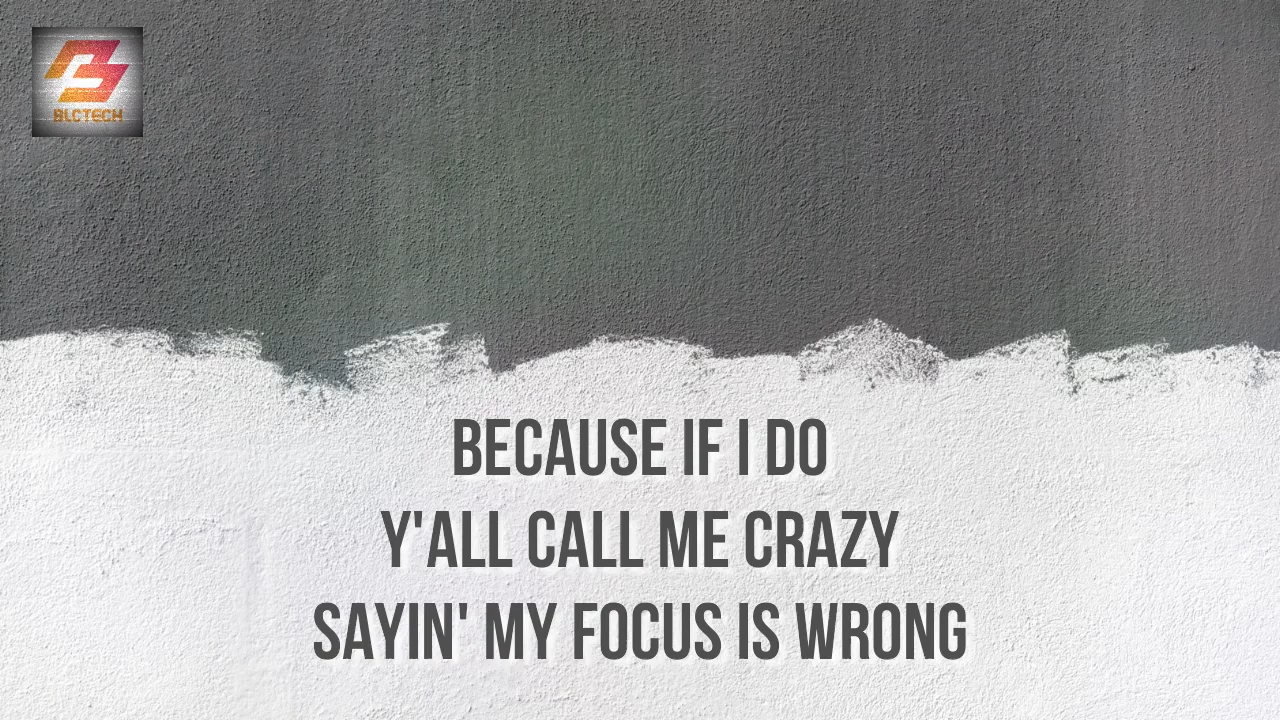 BLCTECH
BECAUSE IF I DO
Y'ALL CALL ME CRAZY
SAYIN' MY FOCUS IS WRONG